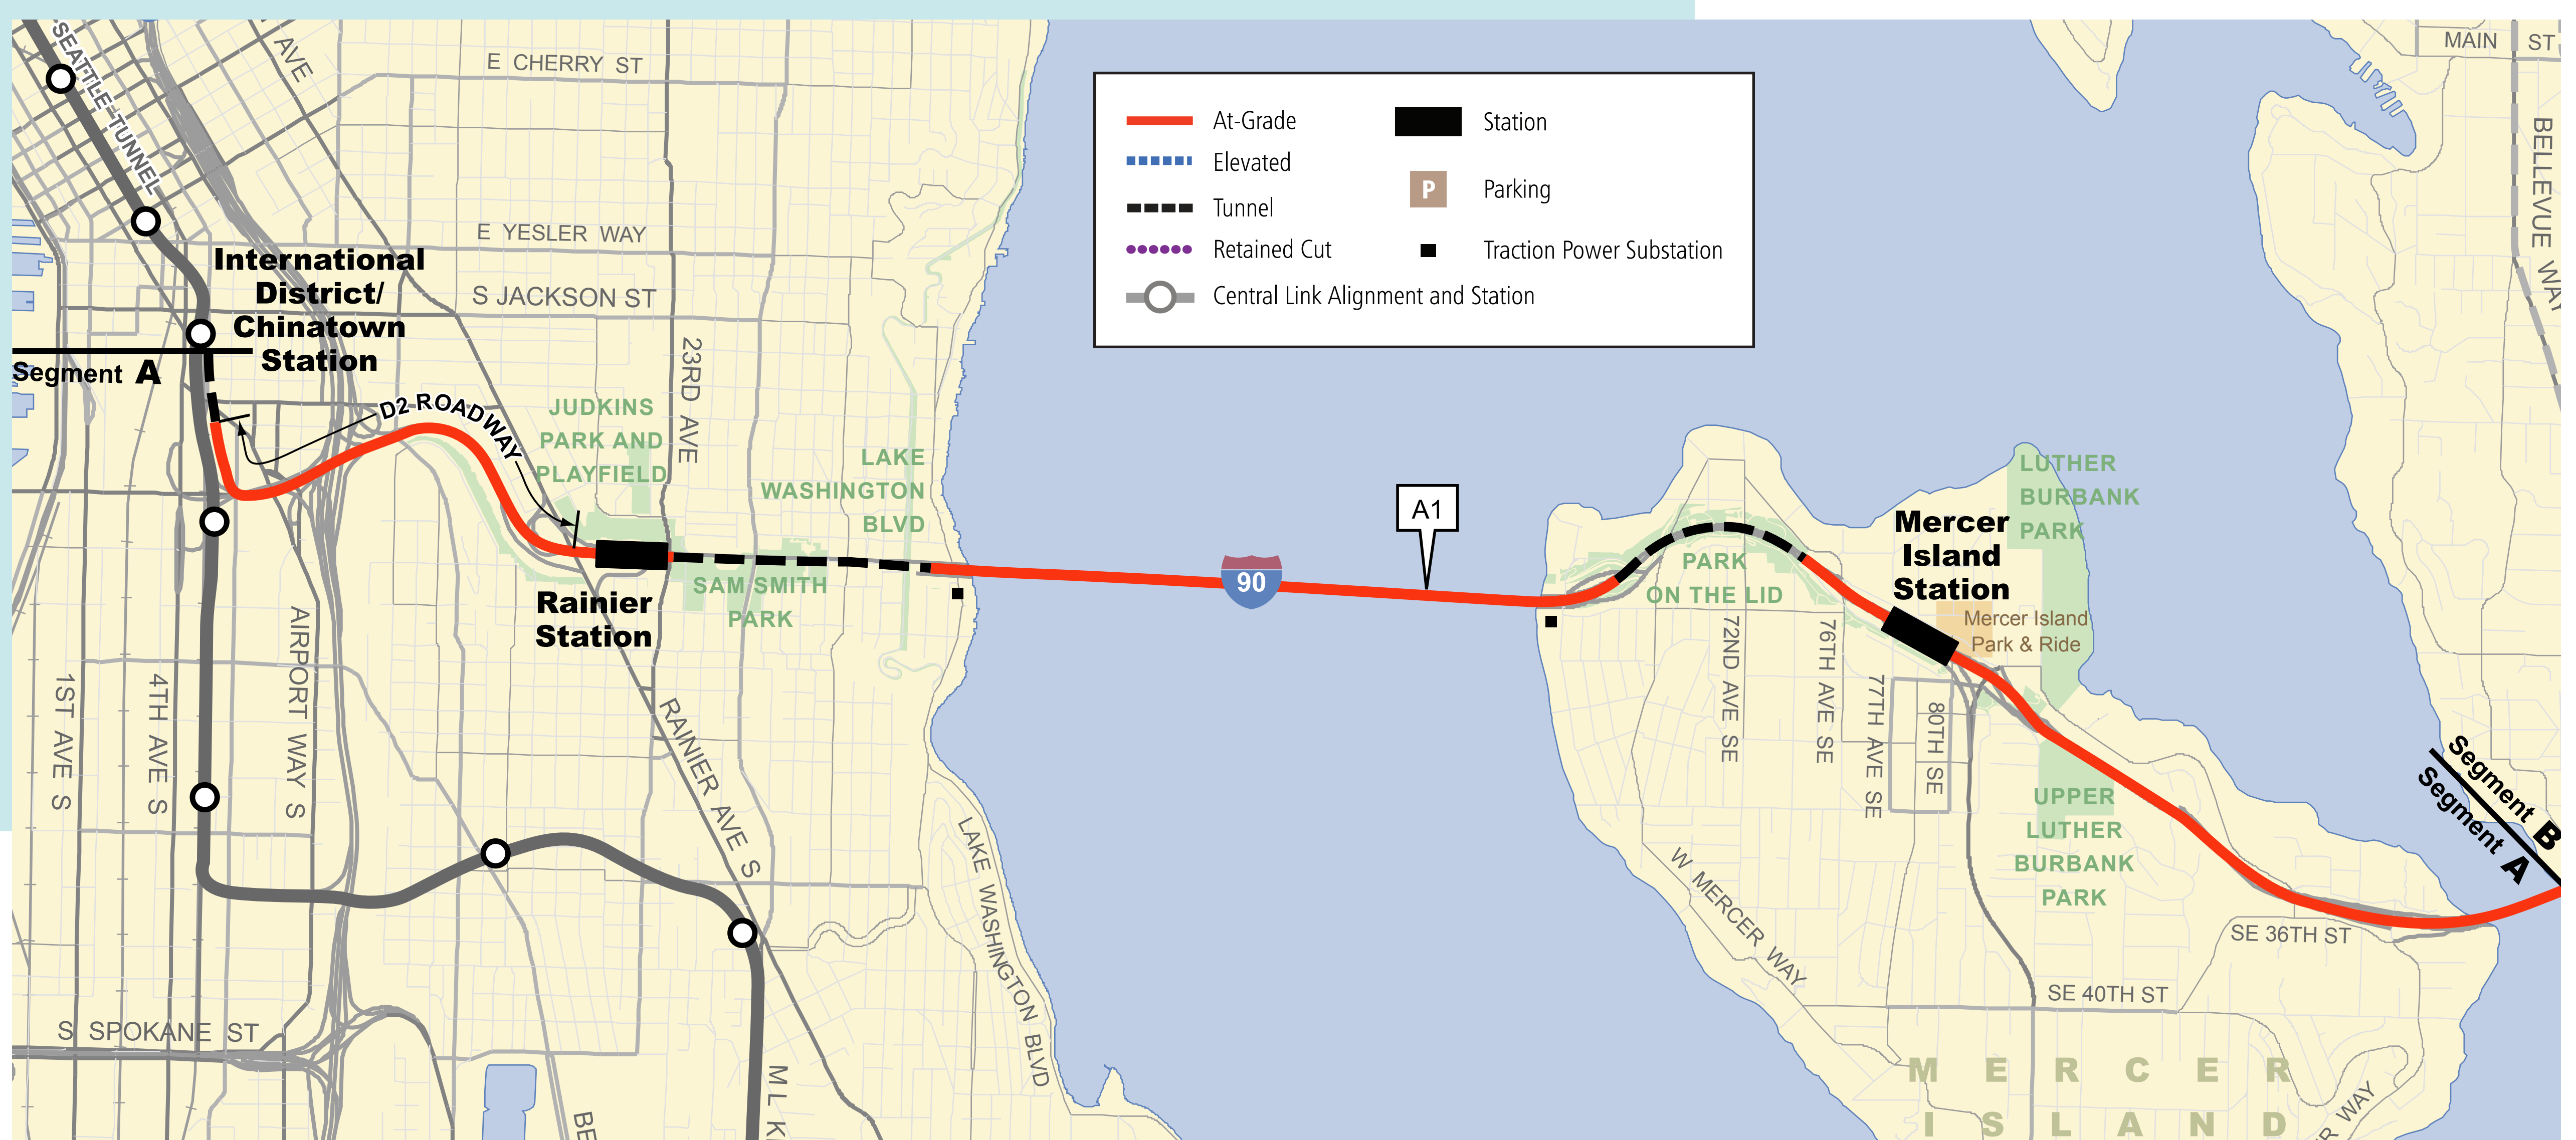 SEATTLE TUNNEL
AVE
E CHERRY ST
E YESLER WAY
S JACKSON ST
23RD AVE
International
District/
Chinatown
Station
Segment A
D2 ROADWAY
JUDKINS
PARK AND
PLAYFIELD
LAKE
WASHINGTON
BLVD
Rainier
Station
SAM SMITH
PARK
1ST AVE S
4TH AVE S
AIRPORT WAY S
RAINIER AVE S
LAKE WASHINGTON BLVD
S SPOKANE ST
M L K
BE
At-Grade
Elevated
Tunnel
Retained Cut
Central Link Alignment and Station
Station
P
Parking
Traction Power Substation
90
A1
MAIN ST
BELLEVUE WAY
LUTHER
BURBANK
PARK
Mercer
Island
Station
Mercer Island
Park & Ride
PARK
ON THE LID
72ND AVE SE
76TH AVE SE
77TH AVE SE
80TH SE
W MERCER WAY
UPPER
LUTHER
BURBANK
PARK
Segment B
Segment A
SE 36TH ST
SE 40TH ST
MERCER
ISLAND
R WAY